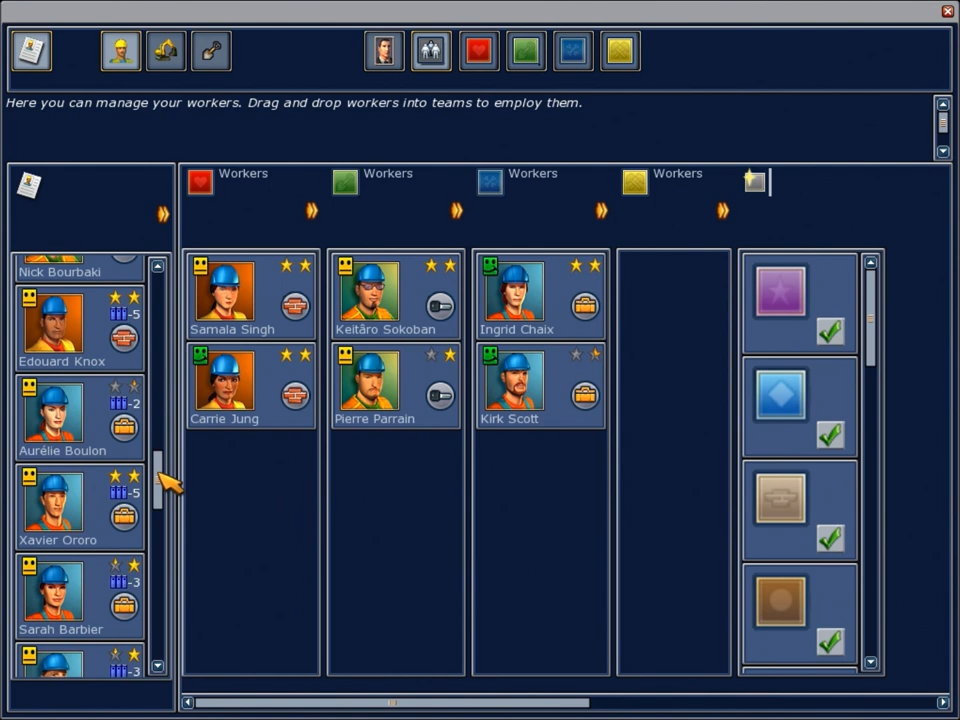 Here you can manage your workers. Drag and drop workers into teams to employ them.
Workers
Workers
Workers
Workers
Nick Bourbaki
-5
Edouard Knox
-2
Aurélie Boulon
-5
Xavier Ororo
-3
Sarah Barbier
-3
Samala Singh
Carrie Jung
Keitâro Sokoban
Pierre Parrain
Ingrid Chaix
Kirk Scott